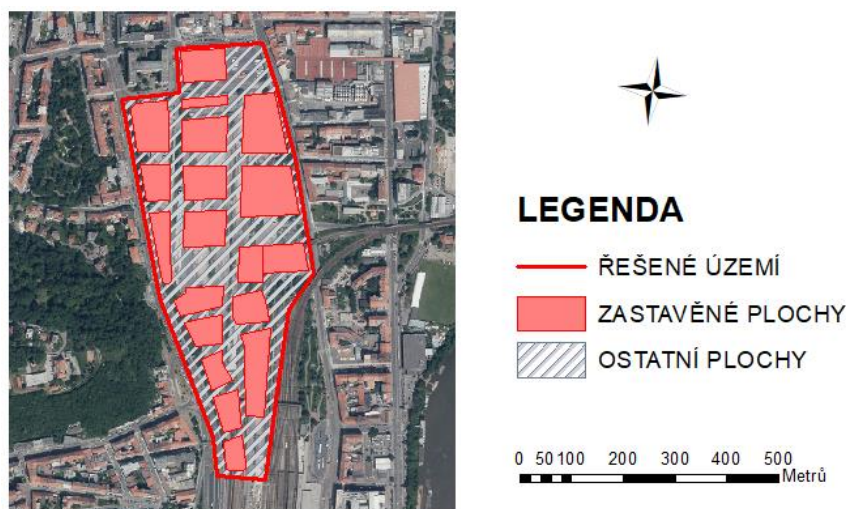 LEGENDA
ŘEŠENÉ ÚZEMÍ
ZASTAVĚNÉ PLOCHY
OSTATNÍ PLOCHY
0 50 100 200 300 400 500
Metrů